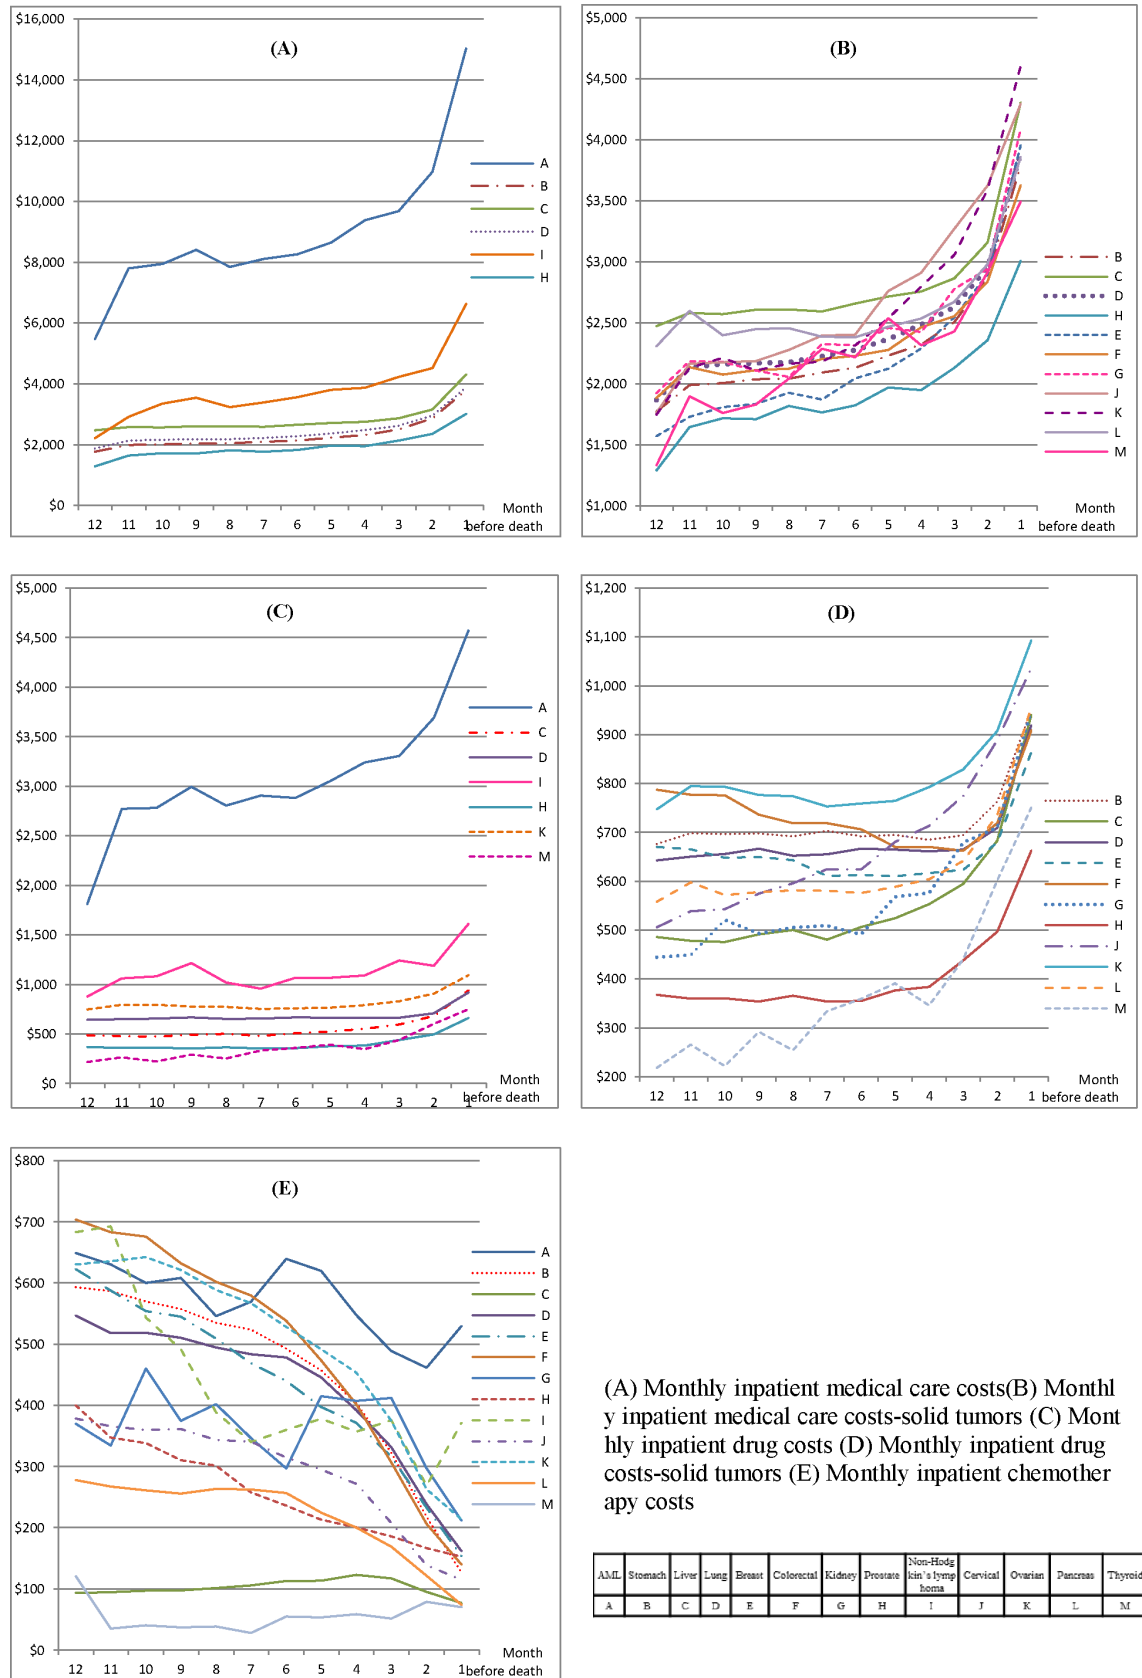 $16,000
$14,000
$12,000
$10,000
$8,000
$6,000
$4,000
$2,000
$0
(A)
A
B
C
D
I
H
12 11 10 9 8 7 6 5 4 3 2 1
Month
before death
$5,000
$4,500
$4,000
$3,500
$3,000
$2,500
$2,000
$1,500
$1,000
(B)
B
C
D
H
E
F
G
J
K
L
M
12 11 10 9 8 7 6 5 4 3 2 1
Month
before death
$5,000
$4,500
$4,000
$3,500
$3,000
$2,500
$2,000
$1,500
$1,000
$500
$0
(C)
A
C
D
I
H
K
M
12 11 10 9 8 7 6 5 4 3 2 1
Month
before death
$1,200
$1,100
$1,000
$900
$800
$700
$600
$500
$400
$300
$200
(D)
B
C
D
E
F
G
H
J
K
L
M
12 11 10 9 8 7 6 5 4 3 2 1
Month
before death
$800
$700
$600
$500
$400
$300
$200
$100
$0
(E)
A
B
C
D
E
F
G
H
I
J
K
L
M
12 11 10 9 8 7 6 5 4 3 2 1
Month
before death
(A) Monthly inpatient medical care costs(B) Monthl
y inpatient medical care costs-solid tumors (C) Mont
hly inpatient drug costs (D) Monthly inpatient drug
costs-solid tumors (E) Monthly inpatient chemother
apy costs
AML Stomach Liver Lung Breast Colorectal Kidney Prostate Non-Hodg
kin's lymp
homa Cervical Ovarian Pancreas Thyroid
A B C D E F G H I J K L M